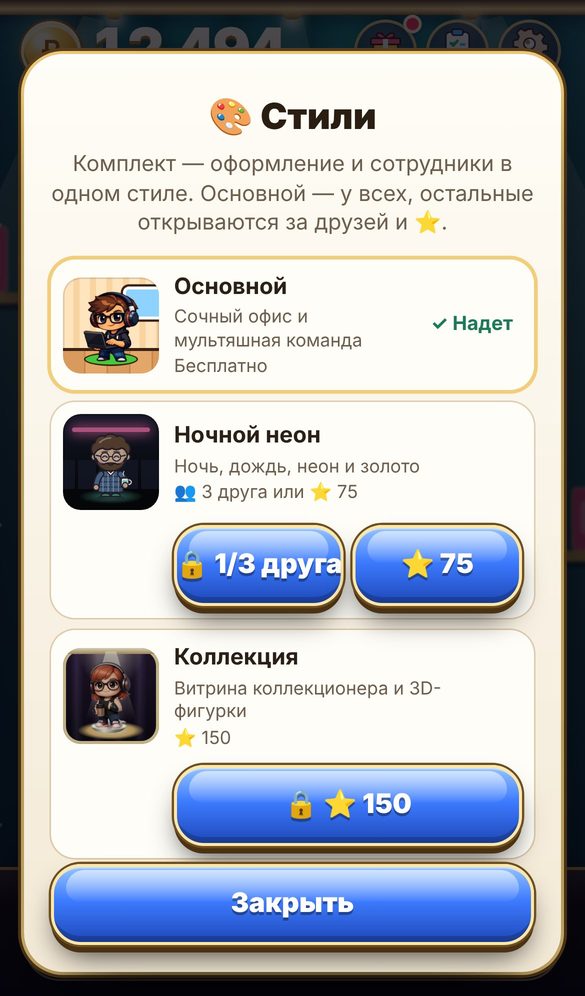 12 494
🎨 Стили
Комплект — оформление и сотрудники в
одном стиле. Основной — у всех, остальные
открываются за друзей и ⭐.
Основной
Сочный офис и
мультяшная команда
Бесплатно
✓ Надет
Ночной неон
Ночь, дождь, неон и золото
👥 3 друга или ⭐ 75
🔒 1/3 друга
⭐ 75
Коллекция
Витрина коллекционера и 3D-
фигурки
⭐ 150
🔒 ⭐ 150
Закрыть